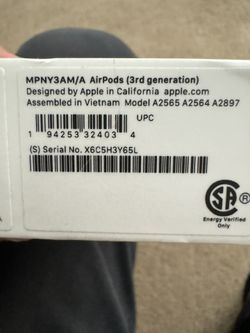 MPNY3AM/A AirPods (3rd generation)
Designed by Apple in California apple.com
Assembled in Vietnam Model A2565 A2564 A2897
UPC
1 94253 32403 4
(S) Serial No. X6C5H3Y65L
SA ®
Energy Verified
Only